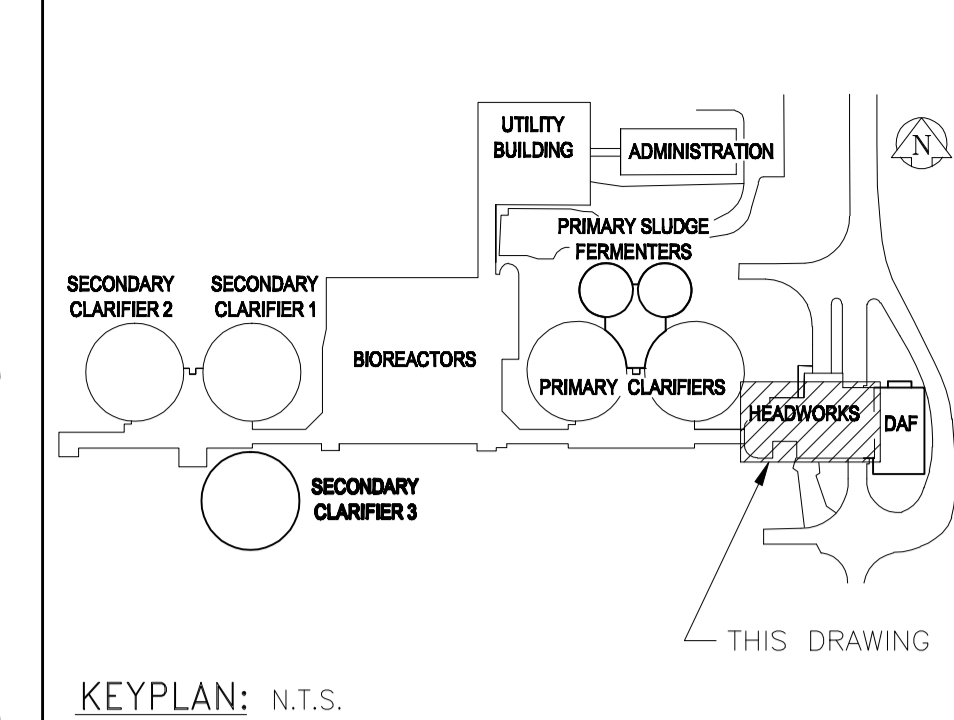 UTILITY
BUILDING
ADMINISTRATION
N
PRIMARY SLUDGE
FERMENTERS
SECONDARY
CLARIFIER 2
SECONDARY
CLARIFIER 1
BIOREACTORS
PRIMARY CLARIFIERS
HEADWORKS
DAF
SECONDARY
CLARIFIER 3
THIS DRAWING
KEYPLAN: N.T.S.